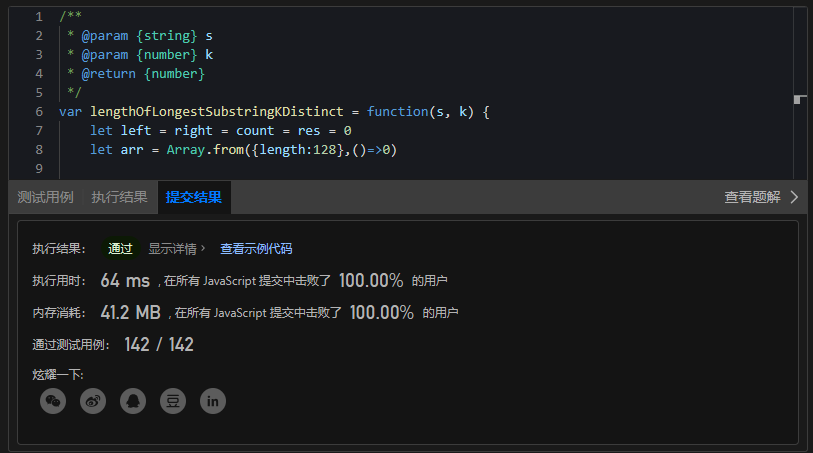 1 /**
2 * @param {string} s
3 * @param {number} k
4 * @return {number}
5 */
6 var lengthOfLongestSubstringKDistinct = function(s, k) {
7 let left = right = count = res = 0
8 let arr = Array.from({length:128},()=>0)
9
测试用例 执行结果 提交结果 查看题解 >
执行结果: 通过 显示详情 › 查看示例代码
执行用时: 64 ms , 在所有 JavaScript 提交中击败了 100.00% 的用户
内存消耗: 41.2 MB , 在所有 JavaScript 提交中击败了 100.00% 的用户
通过测试用例: 142 / 142
炫耀一下:
豆 in